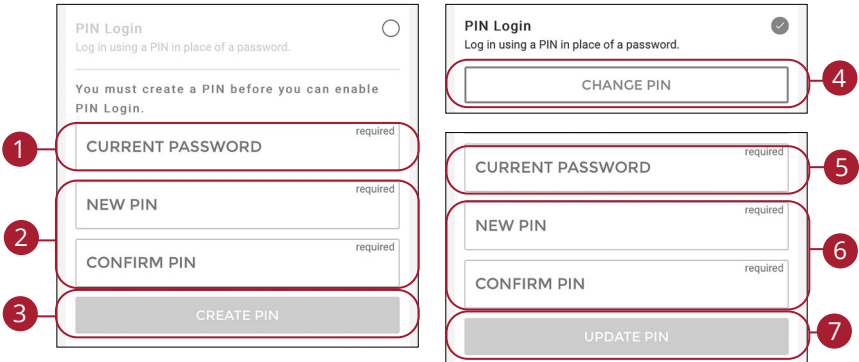 PIN Login
Log in using a PIN in place of a password.
You must create a PIN before you can enable
PIN Login.
1
required
CURRENT PASSWORD
2
required
NEW PIN
required
CONFIRM PIN
3
CREATE PIN
PIN Login
Log in using a PIN in place of a password.
CHANGE PIN
4
required
CURRENT PASSWORD
5
required
NEW PIN
6
required
CONFIRM PIN
UPDATE PIN
7